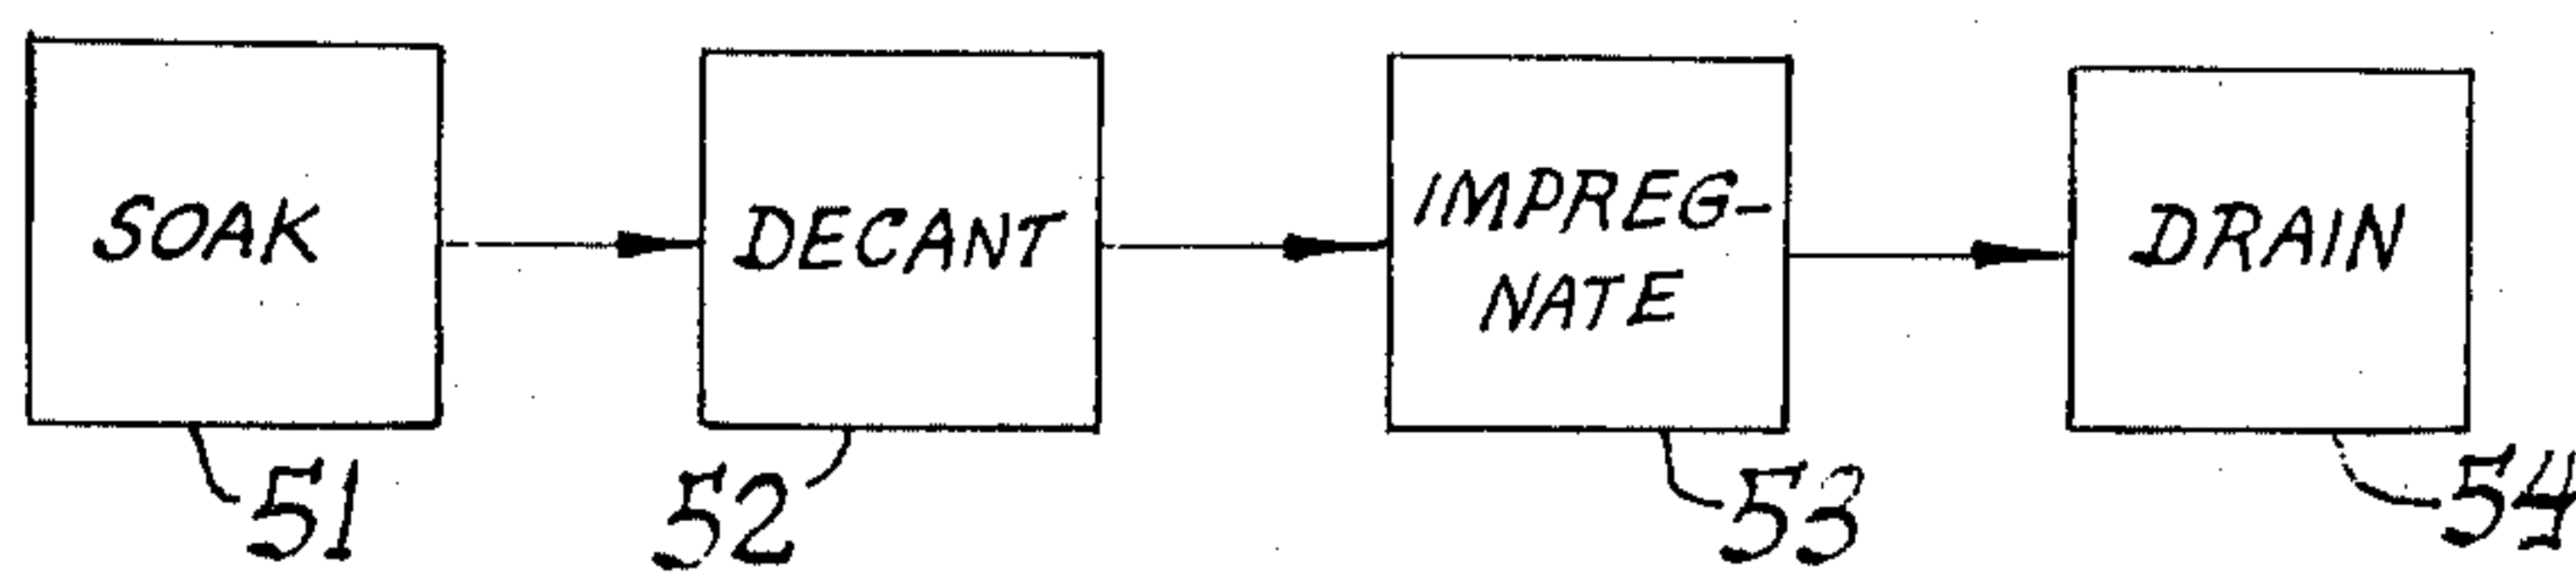 SOAK
DECANT
IMPREG-
NATE
DRAIN
51
52
53
54